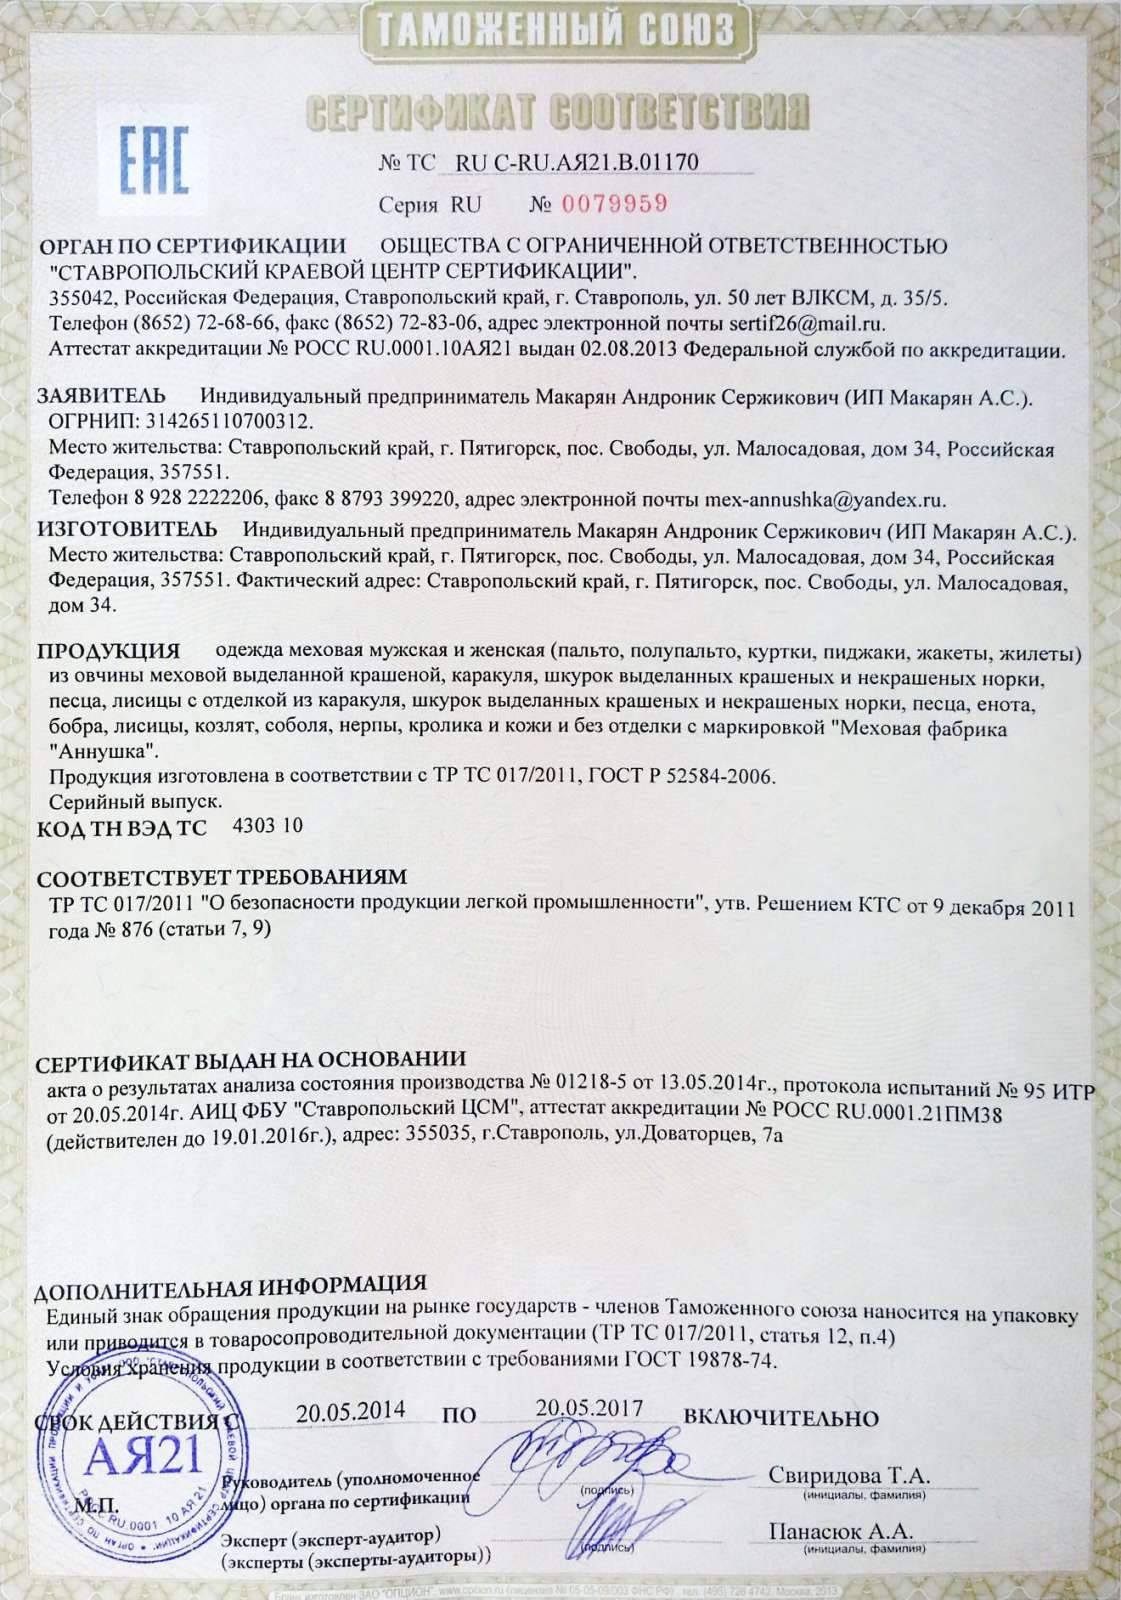 ТАМОЖЕННЫЙ СОЮЗ
СЕРТИФИКАТ СООТВЕТСТВИЯ
EAC
№ ТС RU C-RU.АЯ21.В.01170
Серия RU № 0079959
ОРГАН ПО СЕРТИФИКАЦИИ ОБЩЕСТВА С ОГРАНИЧЕННОЙ ОТВЕТСТВЕННОСТЬЮ
"СТАВРОПОЛЬСКИЙ КРАЕВОЙ ЦЕНТР СЕРТИФИКАЦИИ".
355042, Российская Федерация, Ставропольский край, г. Ставрополь, ул. 50 лет ВЛКСМ, д. 35/5.
Телефон (8652) 72-68-66, факс (8652) 72-83-06, адрес электронной почты sertif26@mail.ru.
Аттестат аккредитации № РОСС RU.0001.10АЯ21 выдан 02.08.2013 Федеральной службой по аккредитации.
ЗАЯВИТЕЛЬ Индивидуальный предприниматель Макарян Андроник Сержикович (ИП Макарян А.С.).
ОГРНИП: 314265110700312.
Место жительства: Ставропольский край, г. Пятигорск, пос. Свободы, ул. Малосадовая, дом 34, Российская
Федерация, 357551.
Телефон 8 928 2222206, факс 8 8793 399220, адрес электронной почты mex-annushka@yandex.ru.
ИЗГОТОВИТЕЛЬ Индивидуальный предприниматель Макарян Андроник Сержикович (ИП Макарян А.С.).
Место жительства: Ставропольский край, г. Пятигорск, пос. Свободы, ул. Малосадовая, дом 34, Российская
Федерация, 357551. Фактический адрес: Ставропольский край, г. Пятигорск, пос. Свободы, ул. Малосадовая,
дом 34.
ПРОДУКЦИЯ одежда меховая мужская и женская (пальто, полупальто, куртки, пиджаки, жакеты, жилеты)
из овчины меховой выделанной крашеной, каракуля, шкурок выделанных крашеных и некрашеных норки,
песца, лисицы с отделкой из каракуля, шкурок выделанных крашеных и некрашеных норки, песца, енота,
бобра, лисицы, козлят, соболя, нерпы, кролика и кожи и без отделки с маркировкой "Меховая фабрика
"Аннушка".
Продукция изготовлена в соответствии с ТР ТС 017/2011, ГОСТ Р 52584-2006.
Серийный выпуск.
КОД ТН ВЭД ТС 4303 10
СООТВЕТСТВУЕТ ТРЕБОВАНИЯМ
ТР ТС 017/2011 "О безопасности продукции легкой промышленности", утв. Решением КТС от 9 декабря 2011
года № 876 (статьи 7, 9)
СЕРТИФИКАТ ВЫДАН НА ОСНОВАНИИ
акта о результатах анализа состояния производства № 01218-5 от 13.05.2014г., протокола испытаний № 95 ИТР
от 20.05.2014г. АИЦ ФБУ "Ставропольский ЦСМ", аттестат аккредитации № РОСС RU.0001.21ПМ38
(действителен до 19.01.2016г.), адрес: 355035, г.Ставрополь, ул.Доваторцев, 7а
ДОПОЛНИТЕЛЬНАЯ ИНФОРМАЦИЯ
Единый знак обращения продукции на рынке государств - членов Таможенного союза наносится на упаковку
или приводится в товаросопроводительной документации (ТР ТС 017/2011, статья 12, п.4)
Условия хранения продукции в соответствии с требованиями ГОСТ 19878-74.
СРОК ДЕЙСТВИЯ С 20.05.2014 ПО 20.05.2017 ВКЛЮЧИТЕЛЬНО
АЯ21
РОСС RU.0001 10 АЯ 21
М.П.
Руководитель (уполномоченное
лицо) органа по сертификации
(подпись)
Свиридова Т.А.
(инициалы, фамилия)
Эксперт (эксперт-аудитор)
(эксперты (эксперты-аудиторы))
(подпись)
Панасюк А.А.
(инициалы, фамилия)
Бланк изготовлен ЗАО "ОПЦИОН", www.opcion.ru (лицензия № 05-05-09/003 ФНС РФ), тел. (495) 726 4742, Москва, 2013